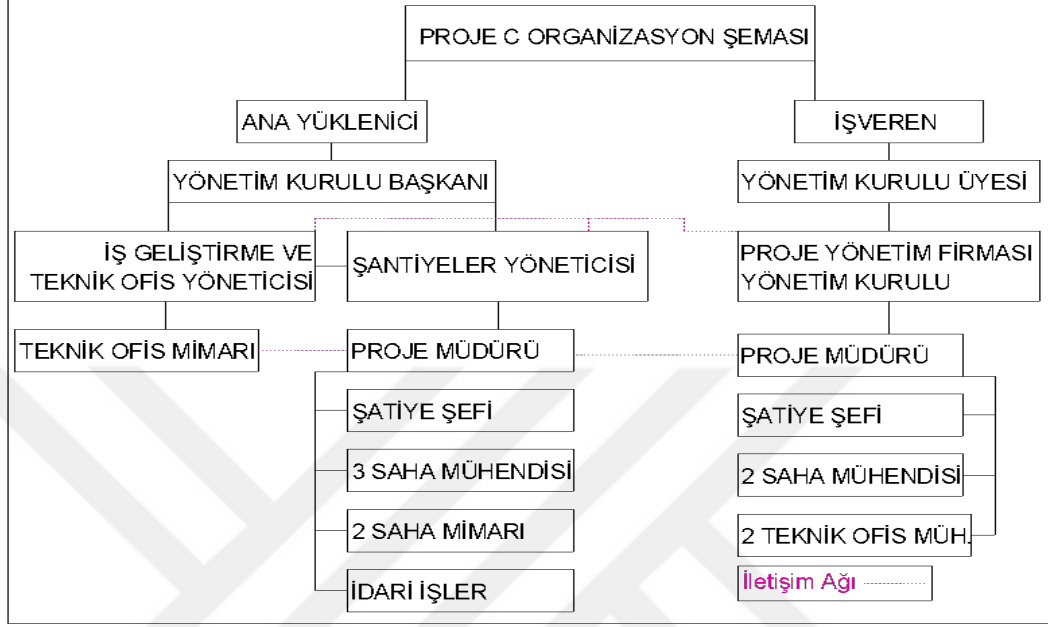 PROJE C ORGANİZASYON ŞEMASI
ANA YÜKLENİCİ
İŞVEREN
YÖNETİM KURULU BAŞKANI
YÖNETİM KURULU ÜYESİ
İŞ GELİŞTİRME VE
TEKNİK OFİS YÖNETİCİSİ
ŞANTİYELER YÖNETİCİSİ
PROJE YÖNETİM FİRMASI
YÖNETİM KURULU
TEKNİK OFİS MİMARI
PROJE MÜDÜRÜ
PROJE MÜDÜRÜ
ŞATİYE ŞEFİ
ŞATİYE ŞEFİ
3 SAHA MÜHENDİSİ
2 SAHA MÜHENDİSİ
2 SAHA MİMARI
2 TEKNİK OFİS MÜH.
İDARİ İŞLER
İletişim Ağı